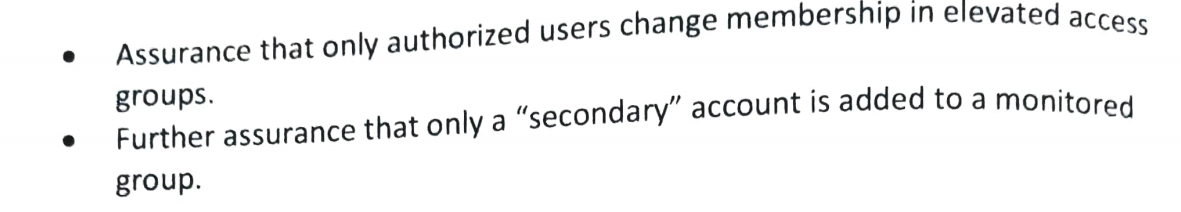 • Assurance that only authorized users change membership in elevated access
groups.
• Further assurance that only a “secondary” account is added to a monitored
group.